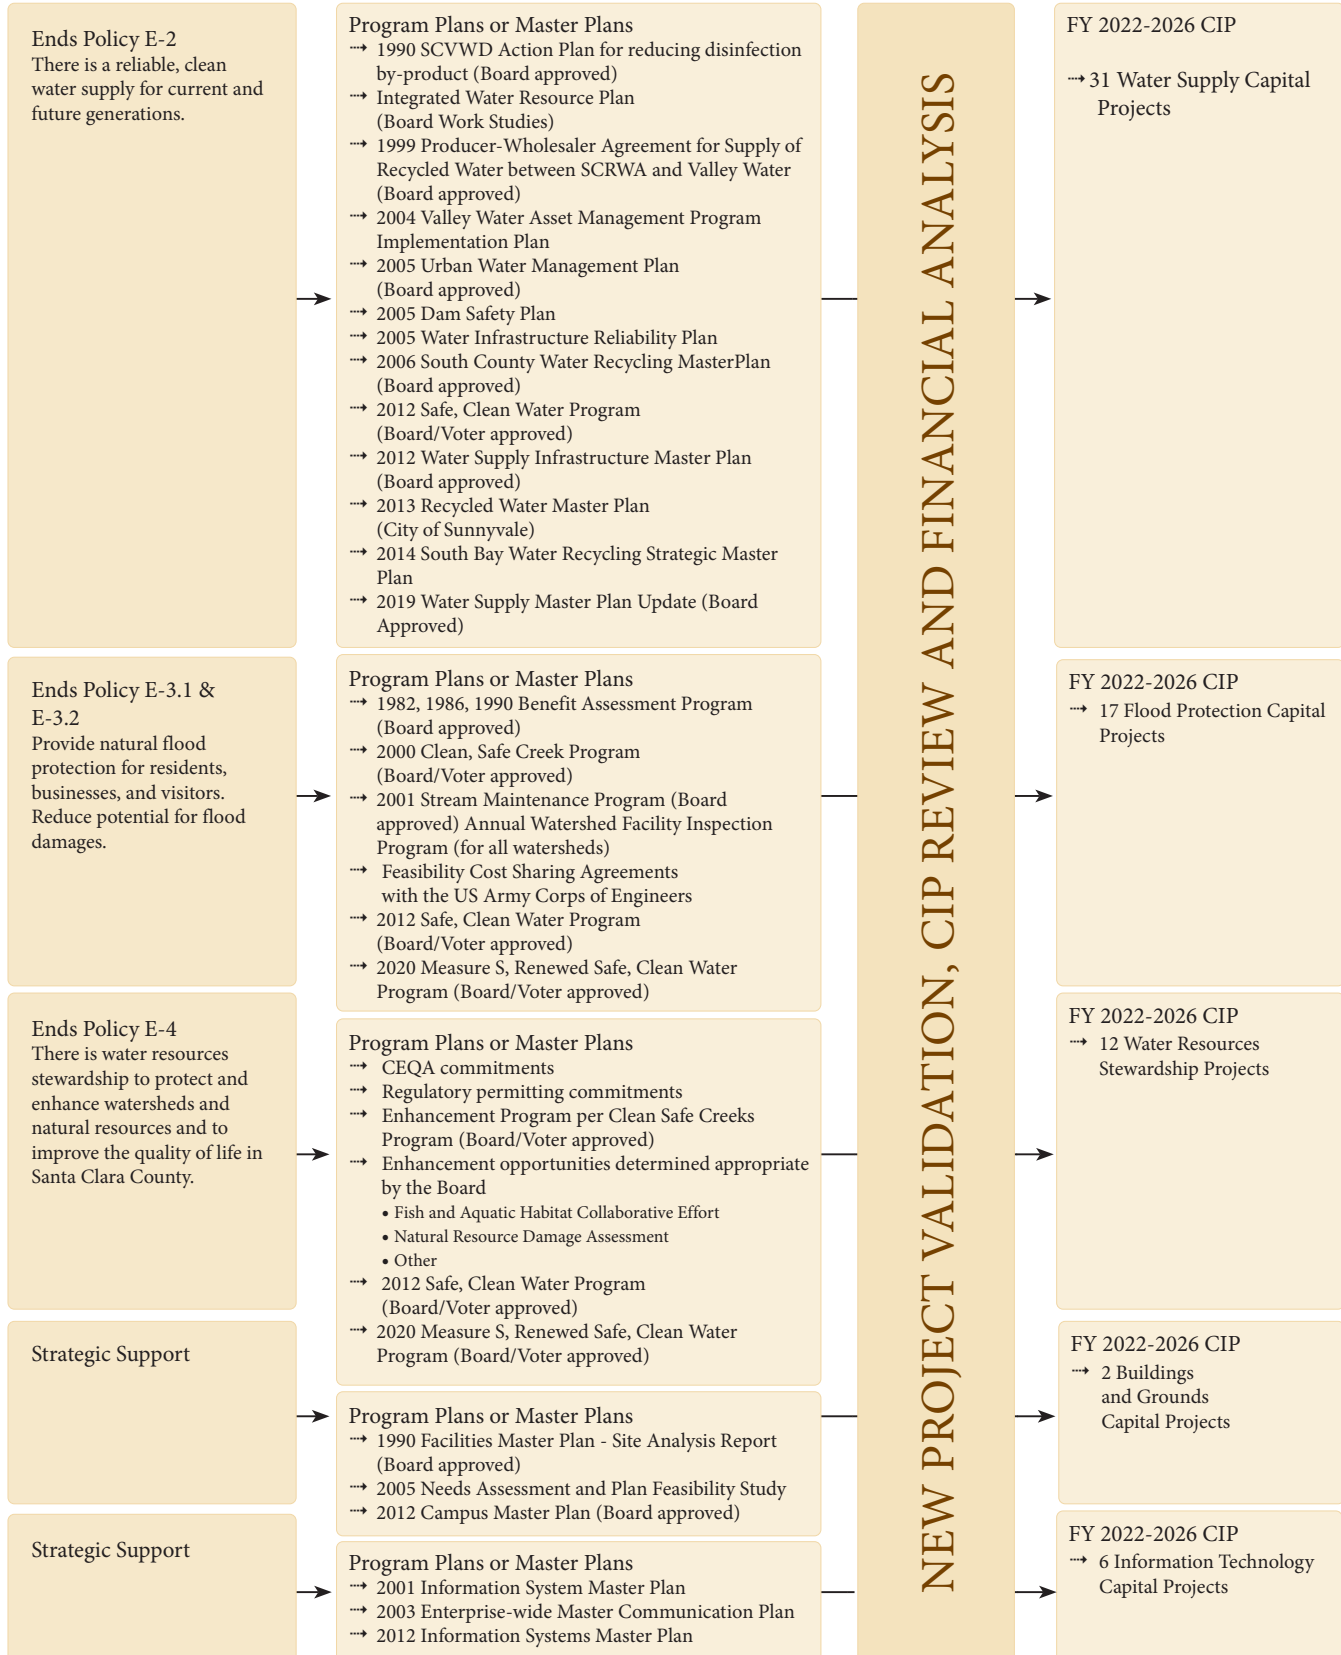 Ends Policy E-2
There is a reliable, clean
water supply for current and
future generations.
Program Plans or Master Plans
⤑ 1990 SCVWD Action Plan for reducing disinfection
by-product (Board approved)
⤑ Integrated Water Resource Plan
(Board Work Studies)
⤑ 1999 Producer-Wholesaler Agreement for Supply of
Recycled Water between SCRWA and Valley Water
(Board approved)
⤑ 2004 Valley Water Asset Management Program
Implementation Plan
⤑ 2005 Urban Water Management Plan
(Board approved)
⤑ 2005 Dam Safety Plan
⤑ 2005 Water Infrastructure Reliability Plan
⤑ 2006 South County Water Recycling MasterPlan
(Board approved)
⤑ 2012 Safe, Clean Water Program
(Board/Voter approved)
⤑ 2012 Water Supply Infrastructure Master Plan
(Board approved)
⤑ 2013 Recycled Water Master Plan
(City of Sunnyvale)
⤑ 2014 South Bay Water Recycling Strategic Master
Plan
⤑ 2019 Water Supply Master Plan Update (Board
Approved)
NEW PROJECT VALIDATION, CIP REVIEW AND FINANCIAL ANALYSIS
FY 2022-2026 CIP
⤑ 31 Water Supply Capital
Projects
Ends Policy E-3.1 &
E-3.2
Provide natural flood
protection for residents,
businesses, and visitors.
Reduce potential for flood
damages.
Program Plans or Master Plans
⤑ 1982, 1986, 1990 Benefit Assessment Program
(Board approved)
⤑ 2000 Clean, Safe Creek Program
(Board/Voter approved)
⤑ 2001 Stream Maintenance Program (Board
approved) Annual Watershed Facility Inspection
Program (for all watersheds)
⤑ Feasibility Cost Sharing Agreements
with the US Army Corps of Engineers
⤑ 2012 Safe, Clean Water Program
(Board/Voter approved)
⤑ 2020 Measure S, Renewed Safe, Clean Water
Program (Board/Voter approved)
FY 2022-2026 CIP
⤑ 17 Flood Protection Capital
Projects
Ends Policy E-4
There is water resources
stewardship to protect and
enhance watersheds and
natural resources and to
improve the quality of life in
Santa Clara County.
Program Plans or Master Plans
⤑ CEQA commitments
⤑ Regulatory permitting commitments
⤑ Enhancement Program per Clean Safe Creeks
Program (Board/Voter approved)
⤑ Enhancement opportunities determined appropriate
by the Board
• Fish and Aquatic Habitat Collaborative Effort
• Natural Resource Damage Assessment
• Other
⤑ 2012 Safe, Clean Water Program
(Board/Voter approved)
⤑ 2020 Measure S, Renewed Safe, Clean Water
Program (Board/Voter approved)
FY 2022-2026 CIP
⤑ 12 Water Resources
Stewardship Projects
Strategic Support
Program Plans or Master Plans
⤑ 1990 Facilities Master Plan - Site Analysis Report
(Board approved)
⤑ 2005 Needs Assessment and Plan Feasibility Study
⤑ 2012 Campus Master Plan (Board approved)
FY 2022-2026 CIP
⤑ 2 Buildings
and Grounds
Capital Projects
Strategic Support
Program Plans or Master Plans
⤑ 2001 Information System Master Plan
⤑ 2003 Enterprise-wide Master Communication Plan
⤑ 2012 Information Systems Master Plan
FY 2022-2026 CIP
⤑ 6 Information Technology
Capital Projects